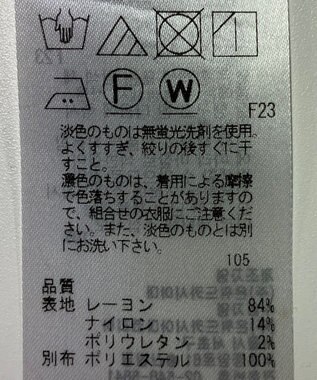 F
W
F23
淡色のものは無蛍光洗剤を使用。
よくすすぎ、絞りの後すぐに干
すこと。
濃色のものは、着用による摩擦
で色落ちすることがありますの
で、組合せの衣服にご注意くだ
さい。また、淡色のものとは別
にお洗い下さい。
105
品質
表地 レーヨン 84%
ナイロン 14%
ポリウレタン 2%
別布 ポリエステル 100%